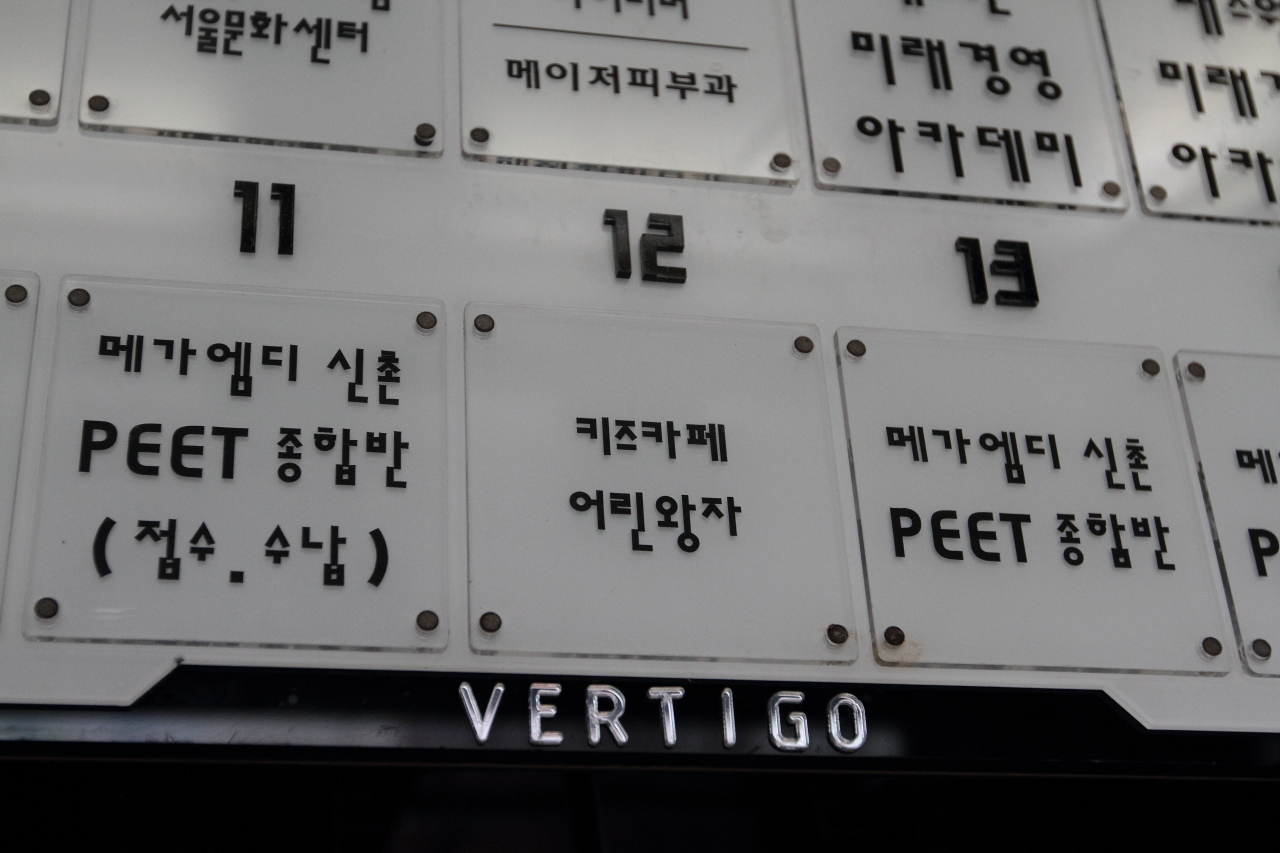 서울문화센터
메이저피부과
미래경영
아카데미
미래
아카
11
12
13
메가엠디 신촌
PEET 종합반
(접수.수납)
키즈카페
어린왕자
메가엠디 신촌
PEET 종합반
메
P
VERTIGO